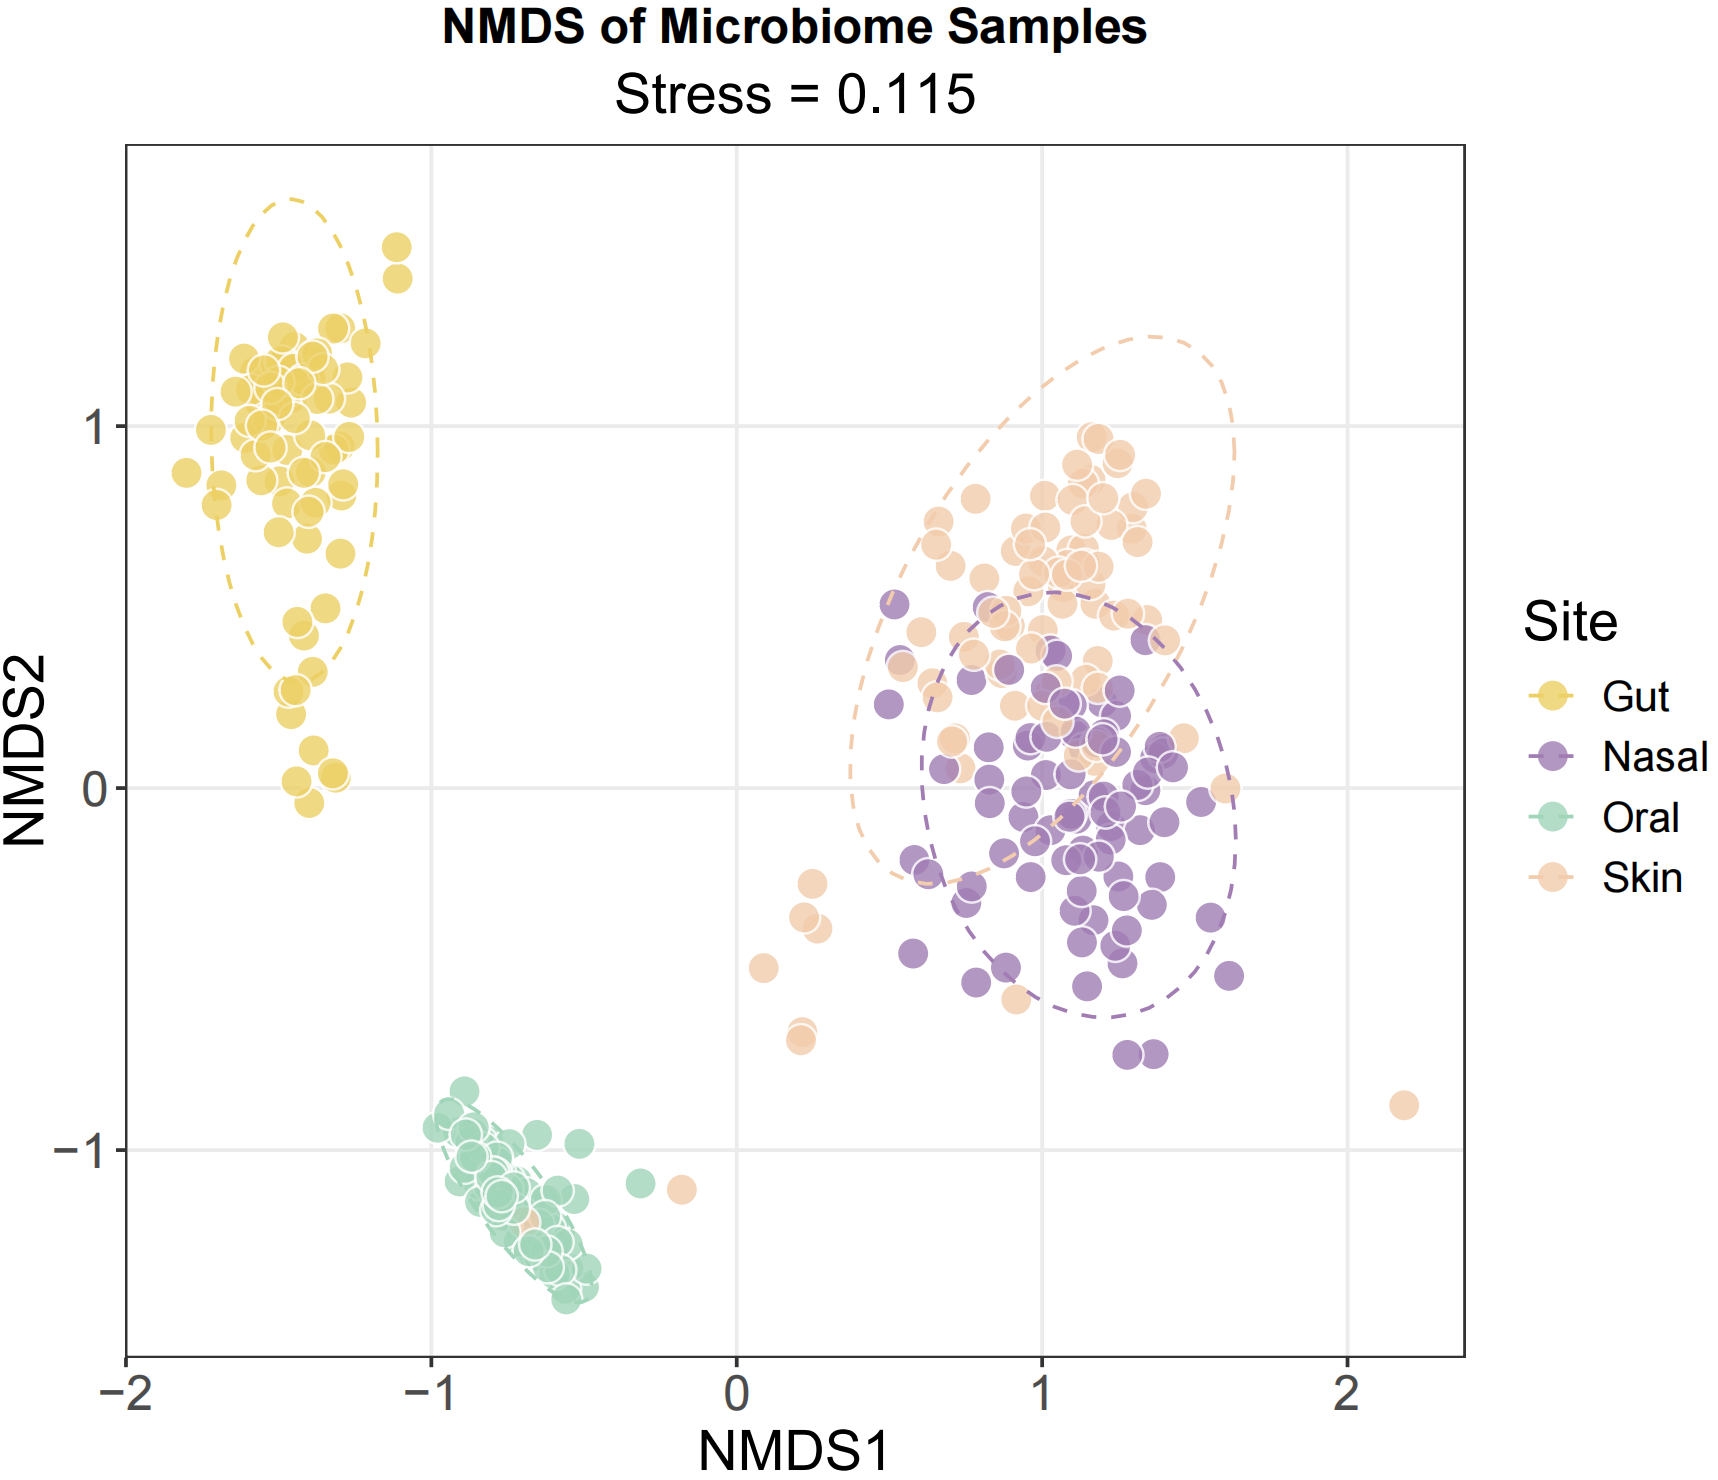 NMDS of Microbiome Samples
Stress = 0.115
NMDS2
1
0
−1
−2
−1
0
1
2
NMDS1
Site
Gut
Nasal
Oral
Skin